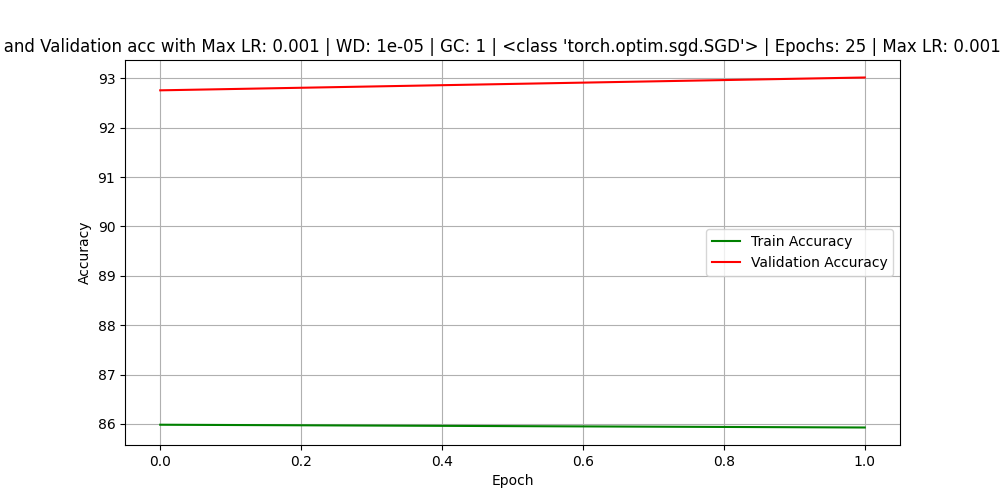 and Validation acc with Max LR: 0.001 | WD: 1e-05 | GC: 1 | <class 'torch.optim.sgd.SGD'> | Epochs: 25 | Max LR: 0.001
93
92
91
90
89
88
87
86
Accuracy
Train Accuracy
Validation Accuracy
0.0 0.2 0.4 0.6 0.8 1.0
Epoch